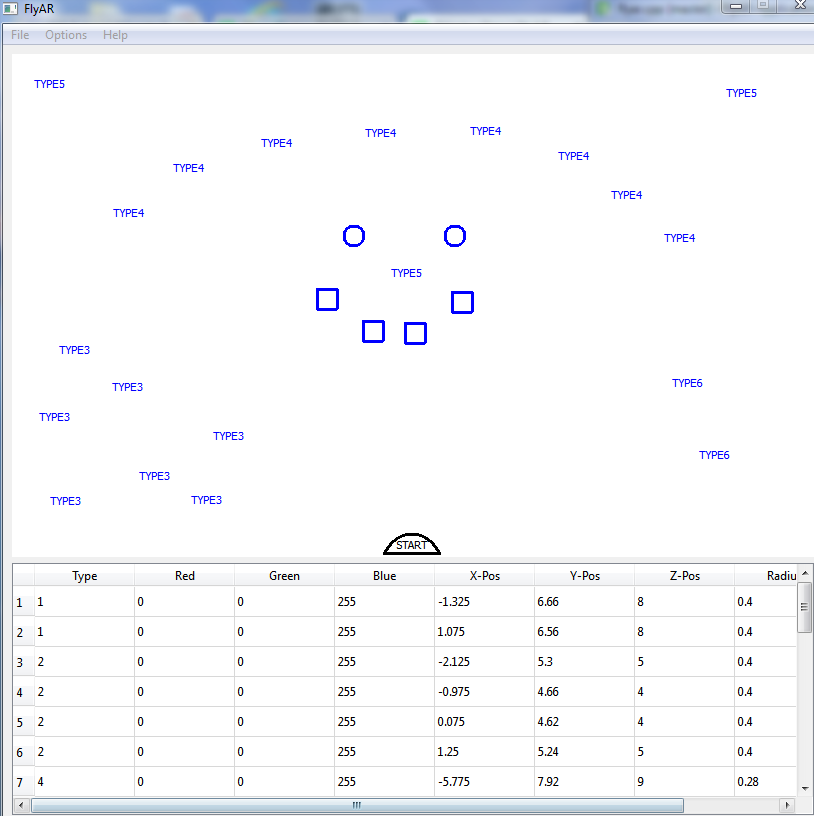 FlyAR
File Options Help
TYPE5
TYPE5
TYPE4
TYPE4
TYPE4
TYPE4
TYPE4
TYPE4
TYPE4
TYPE4
TYPE5
TYPE3
TYPE6
TYPE3
TYPE3
TYPE3
TYPE6
TYPE3
TYPE3
TYPE3
START
Type Red Green Blue X-Pos Y-Pos Z-Pos Radiu
1 1 0 0 255 -1.325 6.66 8 0.4
2 1 0 0 255 1.075 6.56 8 0.4
3 2 0 0 255 -2.125 5.3 5 0.4
4 2 0 0 255 -0.975 4.66 4 0.4
5 2 0 0 255 0.075 4.62 4 0.4
6 2 0 0 255 1.25 5.24 5 0.4
7 4 0 0 255 -5.775 7.92 9 0.28